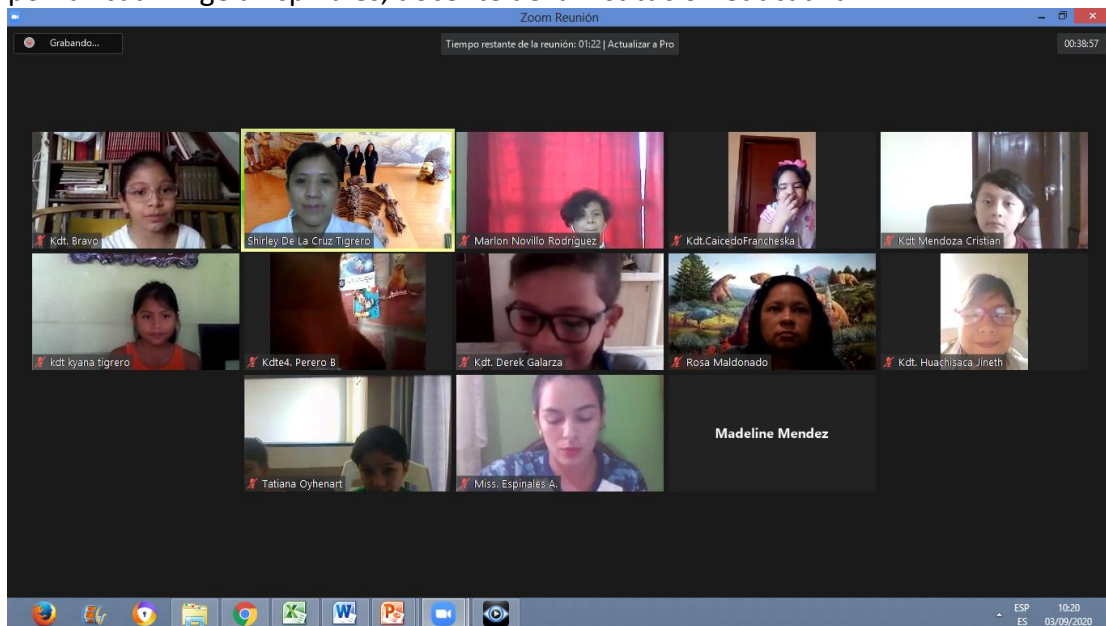 Zoom Reunión
Grabando...
Tiempo restante de la reunión: 01:22 | Actualizar a Pro
00:38:57
Kdt. Bravo
Shirley De La Cruz Tigrero
Marlon Novillo Rodríguez
Kdt.CaicedoFrancheska
Kdt Mendoza Cristian
kdt kyana tigrero
Kdte4. Perero B
Kdt. Derek Galarza
Rosa Maldonado
Kdt. Huachisaca Jineth
Tatiana Oyhenart
Miss. Espinales A.
Madeline Mendez
ESP
10:20
ES
03/09/2020